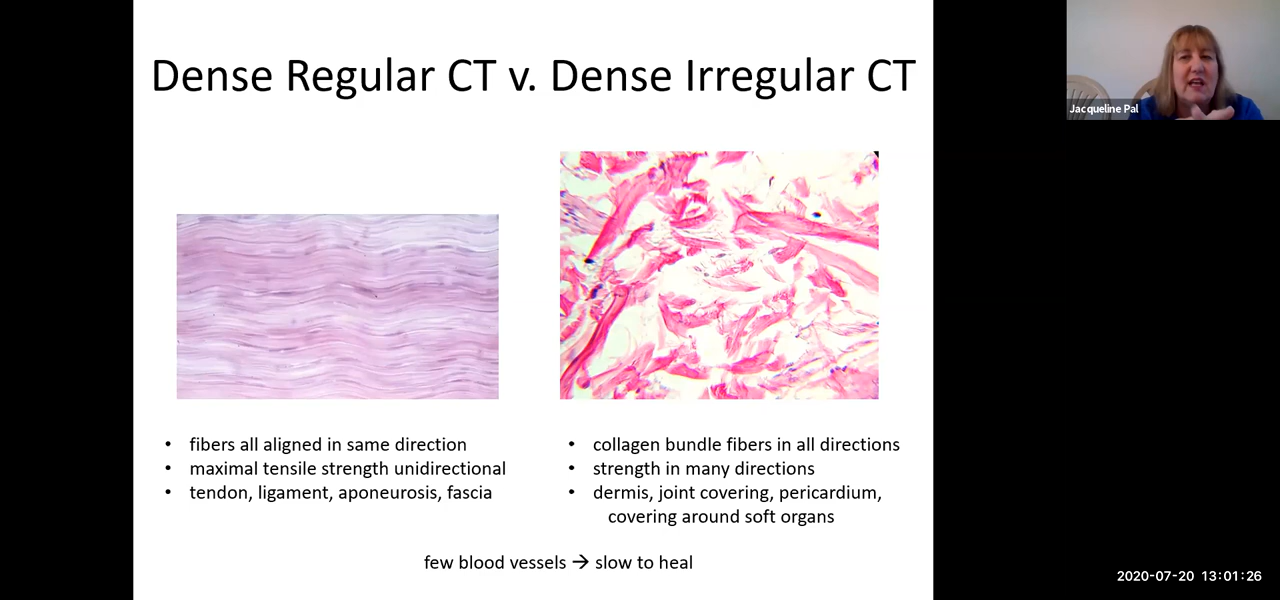 Dense Regular CT v. Dense Irregular CT
Jacqueline Pal
• fibers all aligned in same direction
• maximal tensile strength unidirectional
• tendon, ligament, aponeurosis, fascia
• collagen bundle fibers in all directions
• strength in many directions
• dermis, joint covering, pericardium,
covering around soft organs
few blood vessels → slow to heal
2020-07-20 13:01:26